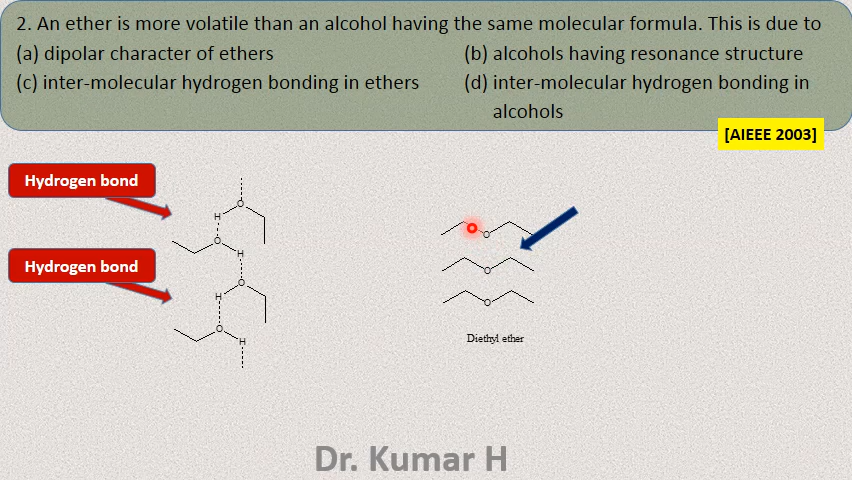 2. An ether is more volatile than an alcohol having the same molecular formula. This is due to
(a) dipolar character of ethers
(b) alcohols having resonance structure
(c) inter-molecular hydrogen bonding in ethers
(d) inter-molecular hydrogen bonding in
alcohols
[AIEEE 2003]
Hydrogen bond
O
H
O
H
Hydrogen bond
O
H
O
H
O
O
O
Diethyl ether
Dr. Kumar H